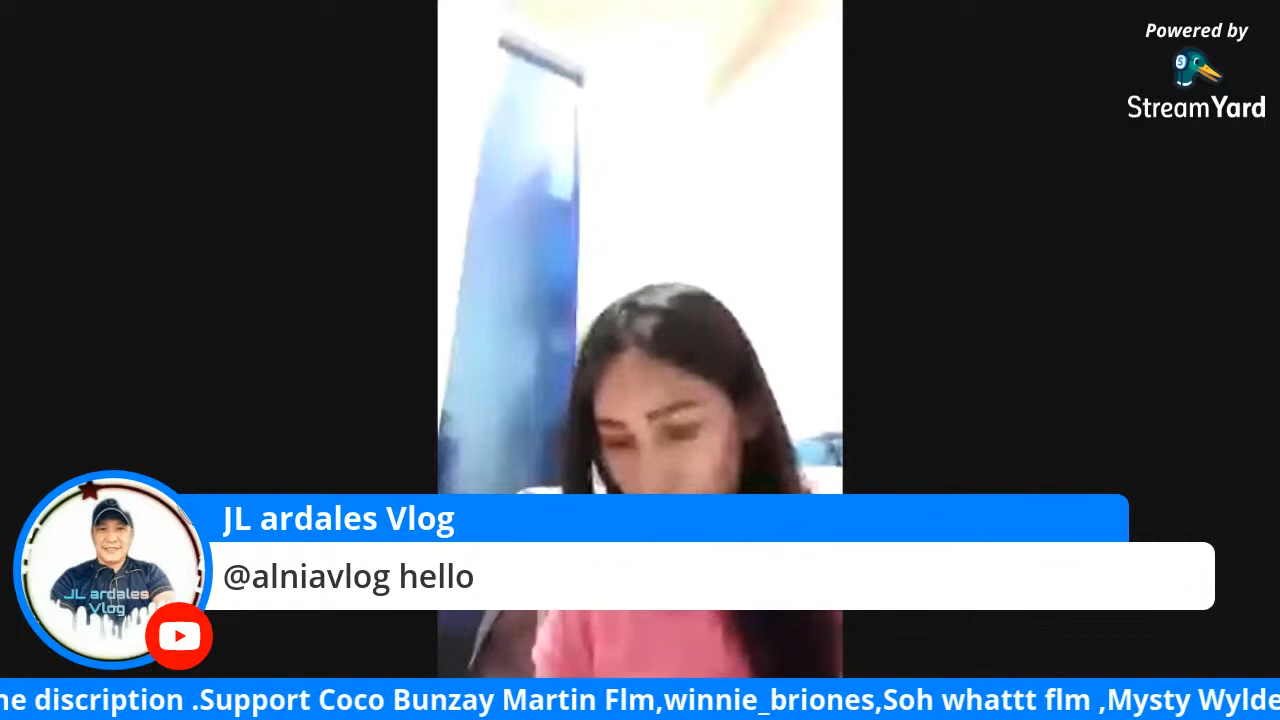 Powered by
StreamYard
JL ardales Vlog
@alniavlog hello
JL ardales
Vlog
ne discription .Support Coco Bunzay Martin Flm,winnie_briones,Soh whattt flm ,Mysty Wylde